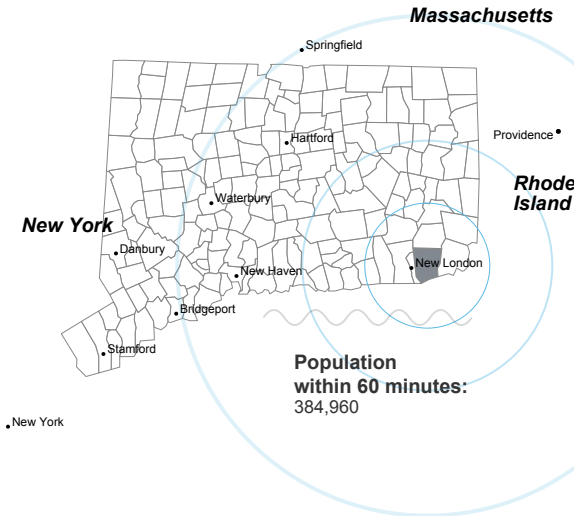 Massachusetts
Springfield
Providence
Hartford
Rhode
Island
Waterbury
New York
Danbury
New London
New Haven
Bridgeport
Stamford
Population
within 60 minutes:
384,960
New York